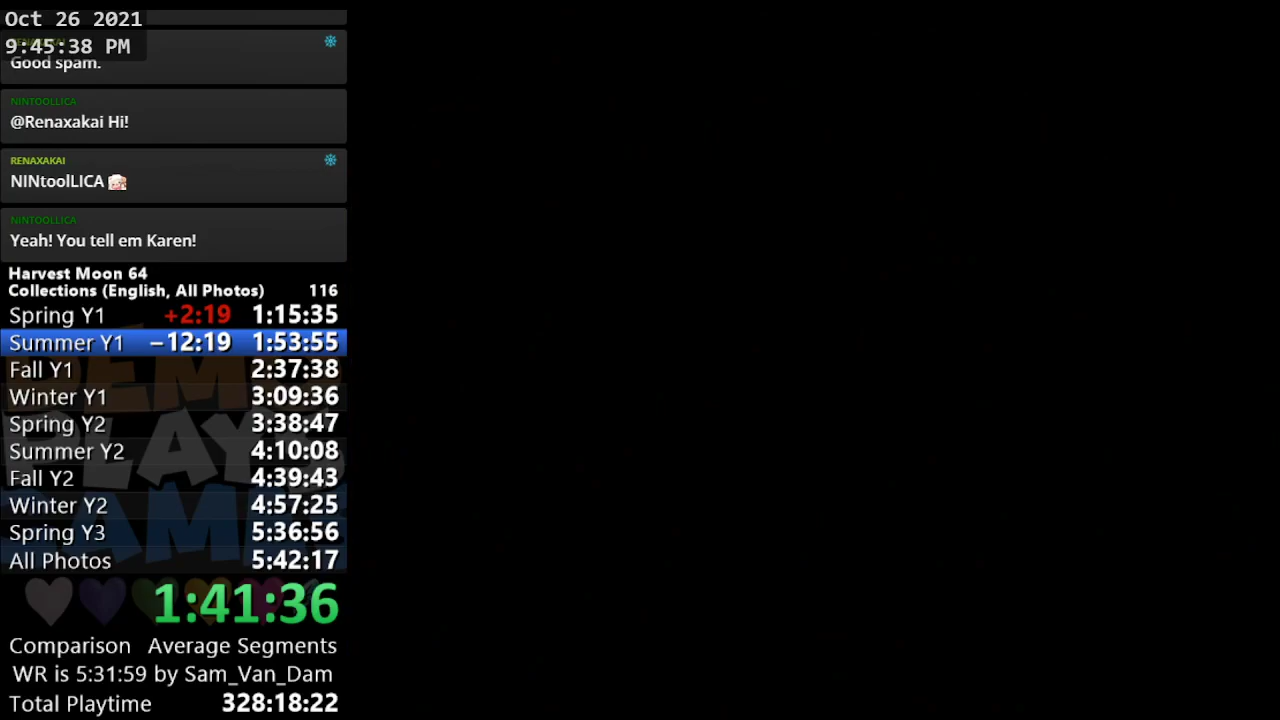 Oct 26 2021
9:45:38 PM
Good spam.
NINTOOLLICA
@Renaxakai Hi!
RENAXAKAI
NINtoolLICA
NINTOOLLICA
Yeah! You tell em Karen!
Harvest Moon 64
Collections (English, All Photos) 116
Spring Y1 +2:19 1:15:35
Summer Y1 −12:19 1:53:55
Fall Y1 2:37:38
Winter Y1 3:09:36
Spring Y2 3:38:47
Summer Y2 4:10:08
Fall Y2 4:39:43
Winter Y2 4:57:25
Spring Y3 5:36:56
All Photos 5:42:17
DEMO
PLAYS
GAMES
1:41:36
Comparison Average Segments
WR is 5:31:59 by Sam_Van_Dam
Total Playtime 328:18:22